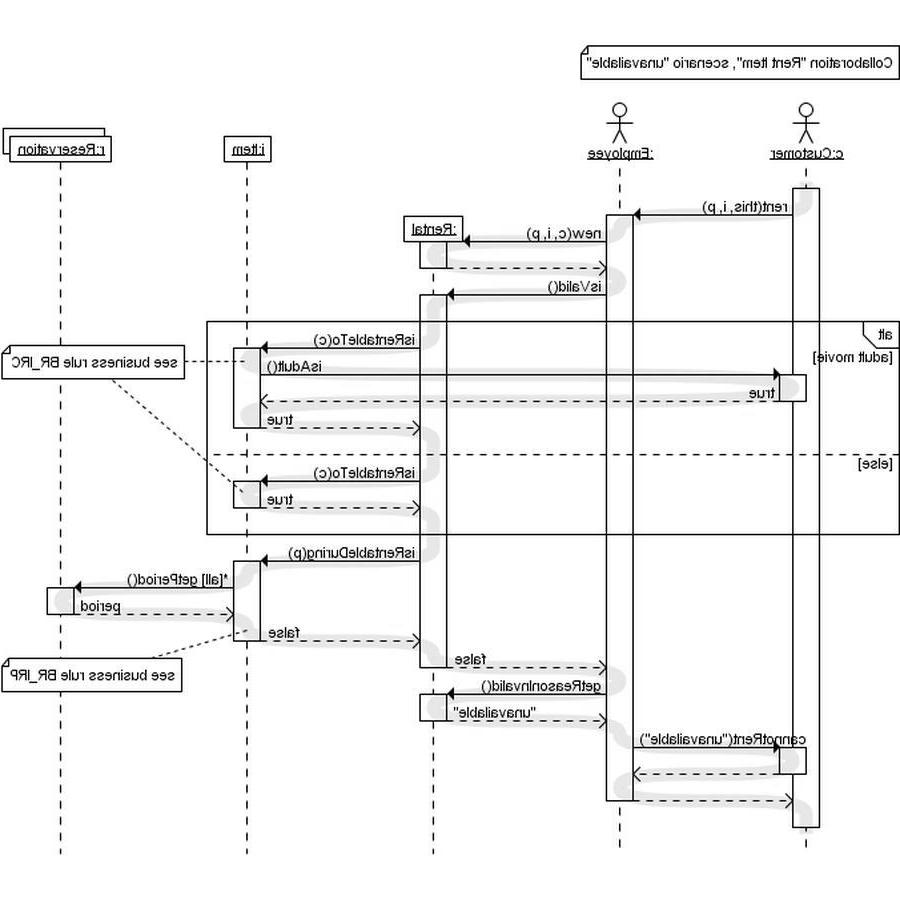 Collaboration "Rent Item", scenario "unavailable"
c:Customer
:Employee
i:Item
r:Reservation
rent(this, i, p)
:Rental
new(c, i, p)
isValid()
alt
[adult movie]
isRentableTo(c)
see business rule BR_IRC
isAdult()
true
true
[else]
isRentableTo(c)
true
isRentableDuring(p)
*[all] getPeriod()
period
false
false
see business rule BR_IRP
getReasonInvalid()
"unavailable"
cannotRent("unavailable")